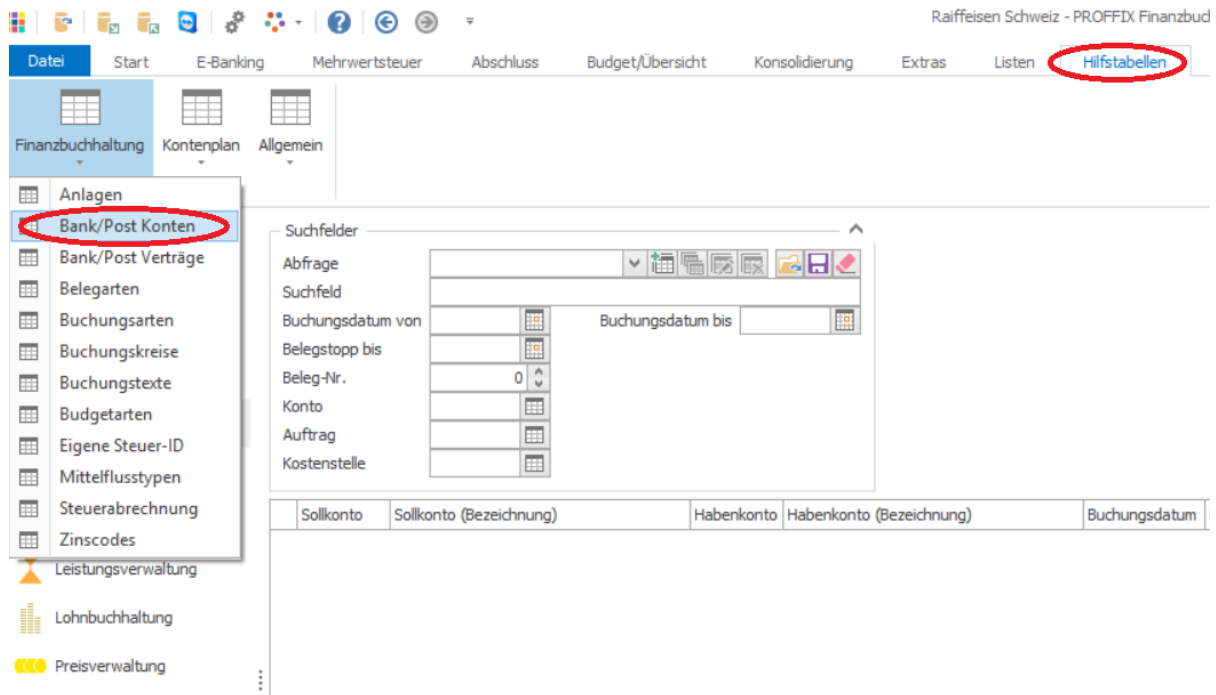 Raiffeisen Schweiz - PROFFIX Finanzbuc
Datei Start E-Banking Mehrwertsteuer Abschluss Budget/Übersicht Konsolidierung Extras Listen Hilfstabellen
Finanzbuchhaltung Kontenplan Allgemein
Anlagen
Bank/Post Konten
Bank/Post Verträge
Belegarten
Buchungsarten
Buchungskreise
Buchungstexte
Budgetarten
Eigene Steuer-ID
Mittelflusstypen
Steuerabrechnung
Zinscodes
Leistungsverwaltung
Lohnbuchhaltung
Preisverwaltung
Suchfelder
Abfrage
Suchfeld
Buchungsdatum von Buchungsdatum bis
Belegstopp bis
Beleg-Nr. 0
Konto
Auftrag
Kostenstelle
Sollkonto Sollkonto (Bezeichnung) Habenkonto Habenkonto (Bezeichnung) Buchungsdatum